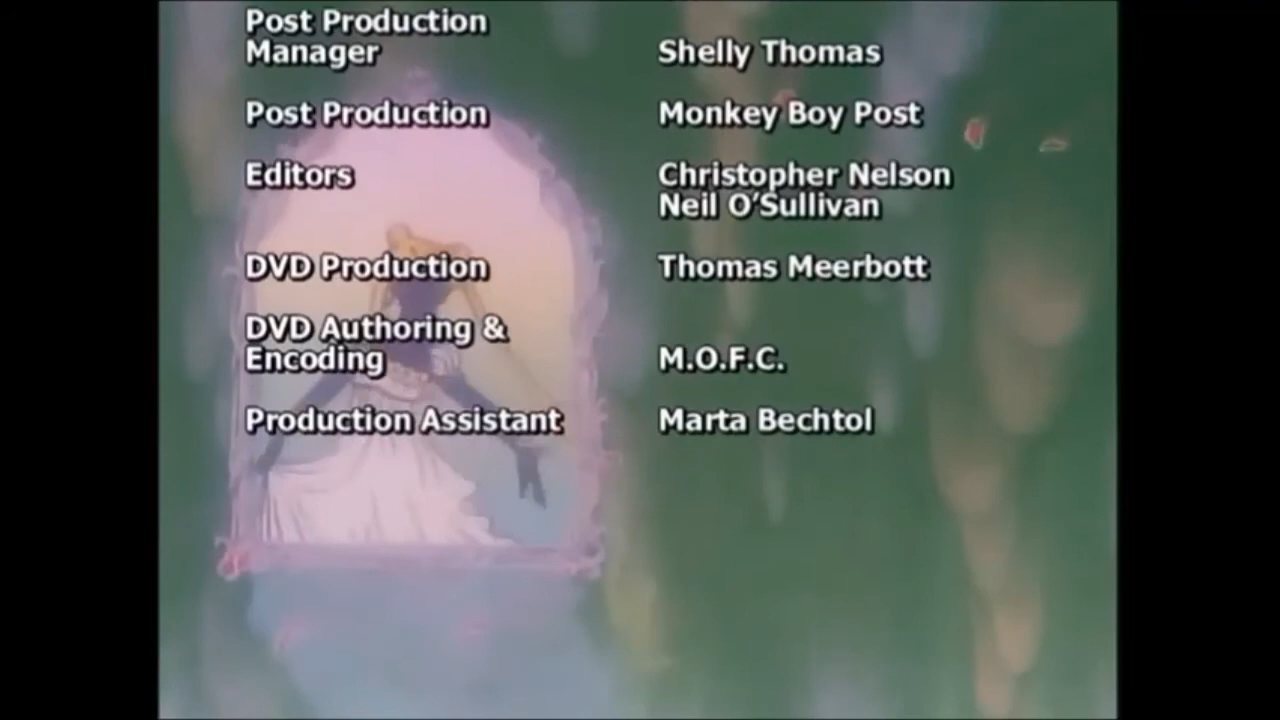 Post Production
Manager Shelly Thomas
Post Production Monkey Boy Post
Editors Christopher Nelson
Neil O'Sullivan
DVD Production Thomas Meerbott
DVD Authoring &
Encoding M.O.F.C.
Production Assistant Marta Bechtol